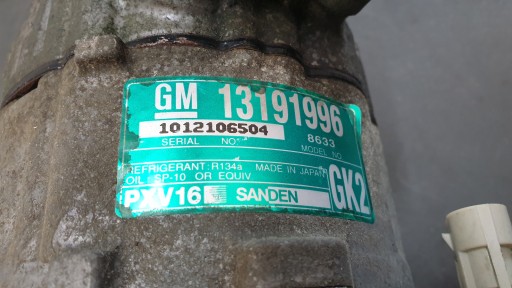 GM 13191996
1012106504 8633
SERIAL NO. MODEL NO.
REFRIGERANT:R134a MADE IN JAPAN
OIL SP-10 OR EQUIV
PXV16 SANDEN GK2